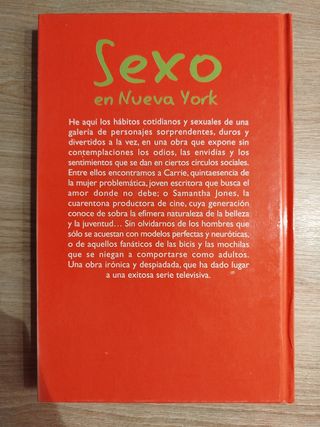 Sexo
en Nueva York
He aquí los hábitos cotidianos y sexuales de una
galería de personajes sorprendentes, duros y
divertidos a la vez, en una obra que expone sin
contemplaciones los odios, las envidias y los
sentimientos que se dan en ciertos círculos sociales.
Entre ellos encontramos a Carrie, quintaesencia de
la mujer problemática, joven escritora que busca el
amor donde no debe; o Samantha Jones, la
cuarentona productora de cine, cuya generación
conoce de sobra la efímera naturaleza de la belleza
y la juventud... Sin olvidarnos de los hombres que
sólo se acuestan con modelos perfectas y neuróticas,
o de aquellos fanáticos de las bicis y las mochilas
que se niegan a comportarse como adultos.
Una obra irónica y despiadada, que ha dado lugar
a una exitosa serie televisiva.